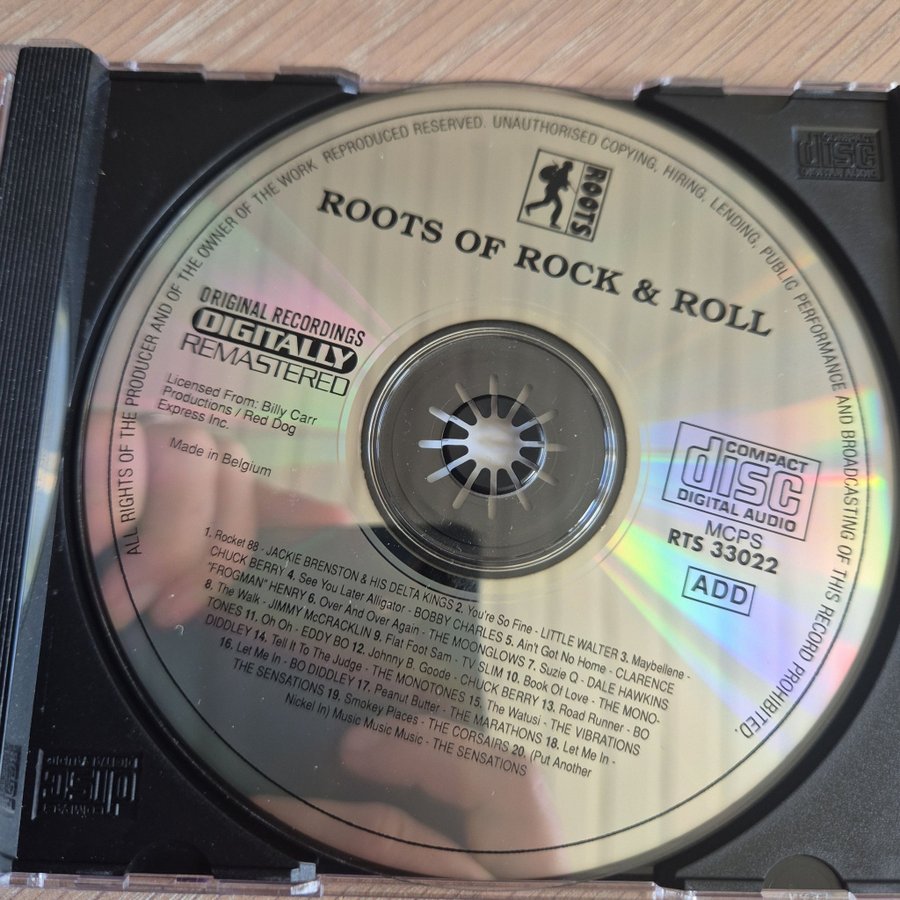 ALL RIGHTS OF THE PRODUCER AND OF THE OWNER OF THE WORK REPRODUCED RESERVED. UNAUTHORISED COPYING, HIRING, LENDING, PUBLIC PERFORMANCE AND BROADCASTING OF THIS RECORD PROHIBITED.
ROOTS
ROOTS OF ROCK & ROLL
ORIGINAL RECORDINGS
DIGITALLY
REMASTERED
Licensed From: Billy Carr
Productions / Red Dog
Express Inc.
Made in Belgium
COMPACT
disc
DIGITAL AUDIO
MCPS
RTS 33022
ADD
1. Rocket 88 - JACKIE BRENSTON & HIS DELTA KINGS 2. You're So Fine - LITTLE WALTER 3. Maybellene -
CHUCK BERRY 4. See You Later Alligator - BOBBY CHARLES 5. Ain't Got No Home - CLARENCE
"FROGMAN" HENRY 6. Over And Over Again - THE MOONGLOWS 7. Suzie Q - DALE HAWKINS
8. The Walk - JIMMY McCRACKLIN 9. Flat Foot Sam - TV SLIM 10. Book Of Love - THE MONO-
TONES 11. Oh Oh - EDDY BO 12. Johnny B. Goode - CHUCK BERRY 13. Road Runner - BO
DIDDLEY 14. Tell It To The Judge - THE MONOTONES 15. The Watusi - THE VIBRATIONS
16. Let Me In - BO DIDDLEY 17. Peanut Butter - THE MARATHONS 18. Let Me In -
THE SENSATIONS 19. Smokey Places - THE CORSAIRS 20. (Put Another
Nickel In) Music Music Music - THE SENSATIONS
COMPACT
disc
DIGITAL AUDIO
COMPACT
disc
DIGITAL AUDIO